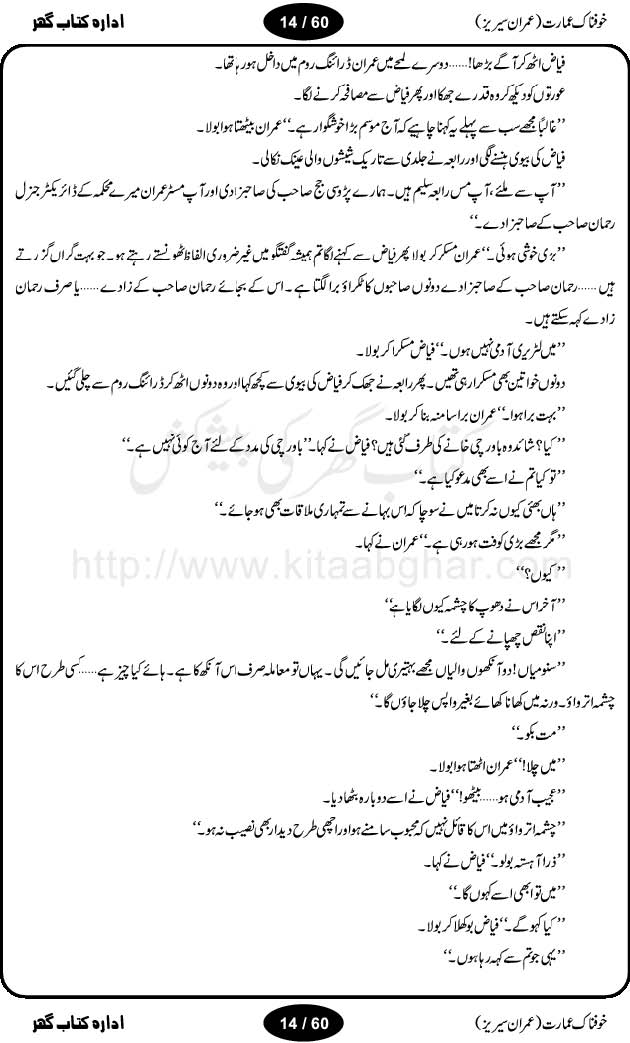 خوفناک عمارت (عمران سیریز)
14 / 60
ادارہ کتاب گھر
فیاض اٹھ کر آگے بڑھا!......دوسرے لمحے میں عمران ڈرائنگ روم میں داخل ہو رہا تھا۔
عورتوں کو دیکھ کر وہ قدرے جھکا اور پھر فیاض سے مصافحہ کرنے لگا۔
’’غالباً مجھے سب سے پہلے یہ کہنا چاہیے کہ آج موسم بڑا خوشگوار ہے۔‘‘ عمران بیٹھتا ہوا بولا۔
فیاض کی بیوی ہنسنے لگی اور رابعہ نے جلدی سے تاریک شیشوں والی عینک نکالی۔
’’آپ سے ملئے، آپ مس رابعہ سلیم ہیں۔ ہمارے پڑوسی جج صاحب کی صاحبزادی اور آپ مسٹر عمران میرے محکمہ کے ڈائریکٹر جنرل
رحمان صاحب کے صاحبزادے۔‘‘
’’بڑی خوشی ہوئی۔‘‘ عمران مسکرا کر بولا پھر فیاض سے کہنے لگا تم ہمیشہ گفتگو میں غیر ضروری الفاظ ٹھونستے رہتے ہو۔ جو بہت گراں گزرتے
ہیں......رحمان صاحب کے صاحبزادے دونوں صاحبوں کا ٹکراؤ برا لگتا ہے۔ اس کے بجائے رحمان صاحب کے زادے......یا صرف رحمان
زادے کہہ سکتے ہیں۔
’’میں لٹریری آدمی نہیں ہوں۔‘‘ فیاض مسکرا کر بولا۔
دونوں خواتین بھی مسکرا رہی تھیں۔ پھر رابعہ نے جھک کر فیاض کی بیوی سے کچھ کہا اور وہ دونوں اٹھ کر ڈرائنگ روم سے چلی گئیں۔
’’بہت برا ہوا۔‘‘ عمران برا سا منہ بنا کر بولا۔
’’کیا؟ شائد وہ باورچی خانے کی طرف گئی ہیں؟ فیاض نے کہا۔’’باورچی کی مدد کے لئے آج کوئی نہیں ہے۔‘‘
’’تو کیا تم نے اسے بھی مدعو کیا ہے۔‘‘
’’ہاں بھئی کیوں نہ کرتا میں نے سوچا کہ اس بہانے سے تمہاری ملاقات بھی ہو جائے۔‘‘
’’مگر مجھے بڑی کوفت ہو رہی ہے۔‘‘ عمران نے کہا۔
’’کیوں؟‘‘
’’آخر اس نے دھوپ کا چشمہ کیوں لگایا ہے‘‘
’’اپنا نقص چھپانے کے لئے۔‘‘
’’سنو میاں! دو آنکھوں والیاں مجھے بہتیری مل جائیں گی۔ یہاں تو معاملہ صرف اس آنکھ کا ہے۔ ہائے کیا چیز ہے......کسی طرح اس کا
چشمہ اترواؤ۔ ورنہ میں کھانا کھائے بغیر واپس چلا جاؤں گا۔‘‘
’’مت بکو۔‘‘
’’میں چلا!‘‘ عمران اٹھتا ہوا بولا۔
’’عجیب آدمی ہو......بیٹھو!‘‘ فیاض نے اسے دوبارہ بٹھا دیا۔
’’چشمہ اترواؤ میں اس کا قائل نہیں کہ محبوب سامنے ہو اور اچھی طرح دیدار بھی نصیب نہ ہو۔‘‘
’’ذرا آہستہ بولو۔‘‘ فیاض نے کہا۔
’’میں تو ابھی اسے کہوں گا۔‘‘
’’کیا کہو گے۔‘‘ فیاض بوکھلا کر بولا۔
’’یہی جو تم سے کہہ رہا ہوں۔‘‘
کتاب گھر کی پیشکش
http://www.kitaabghar.com
خوفناک عمارت (عمران سیریز)
14 / 60
ادارہ کتاب گھر